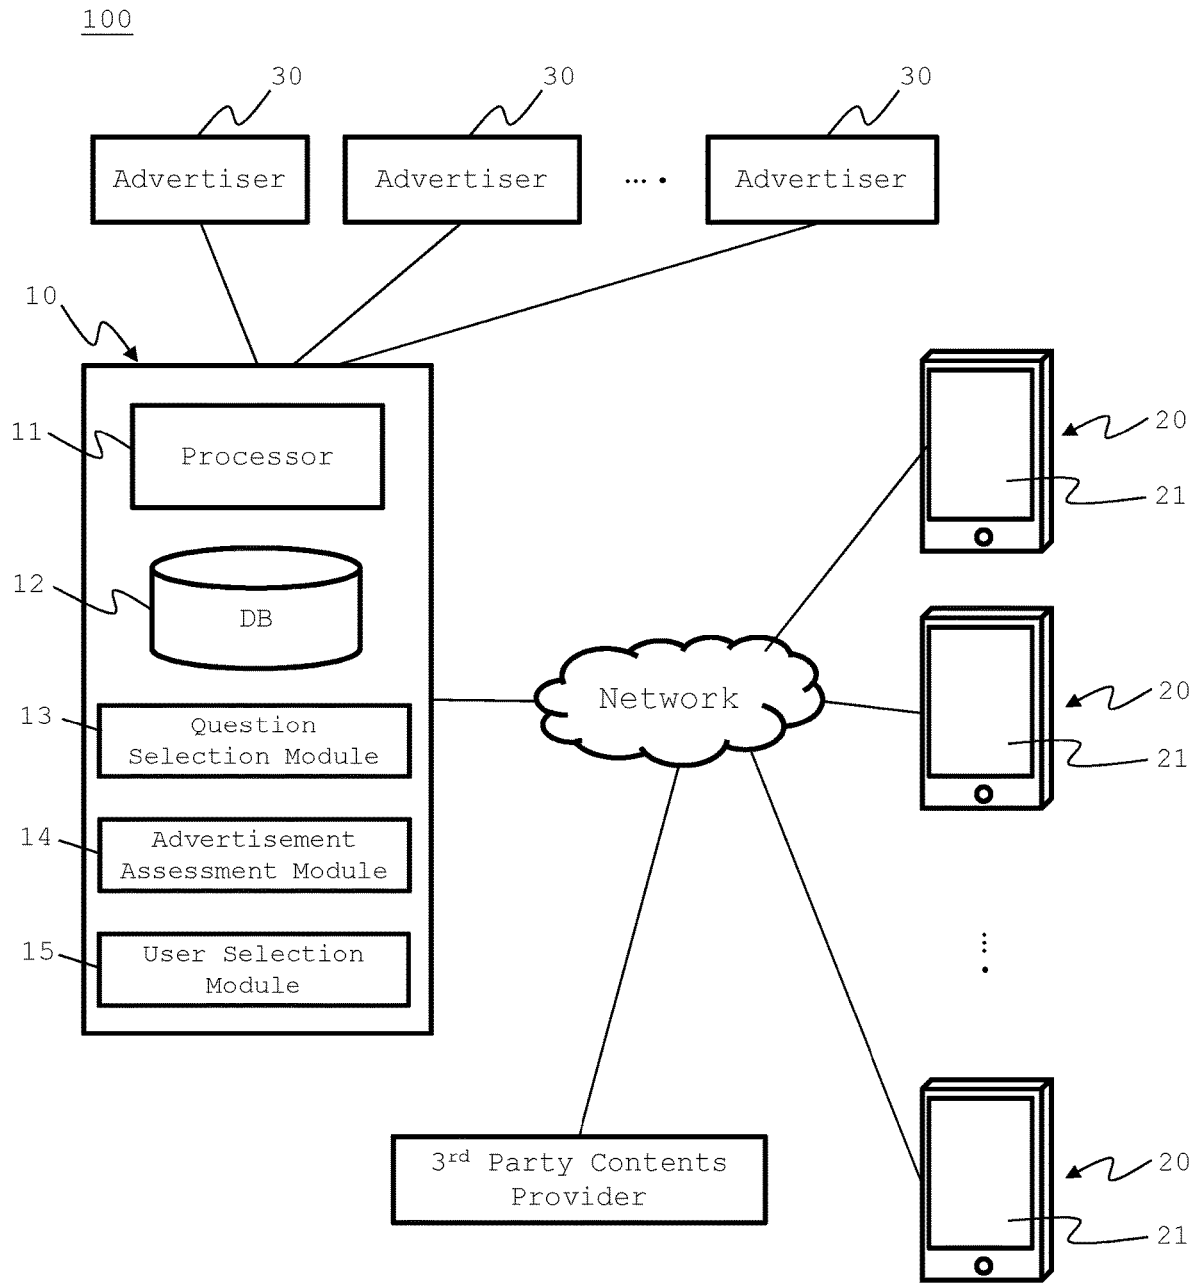 100
30 30 30
Advertiser Advertiser ... . Advertiser
10
11 Processor
20
21
12 DB
Network
13 Question
Selection Module
20
21
14 Advertisement
Assessment Module
15 User Selection
Module
3rd Party Contents
Provider
20
21